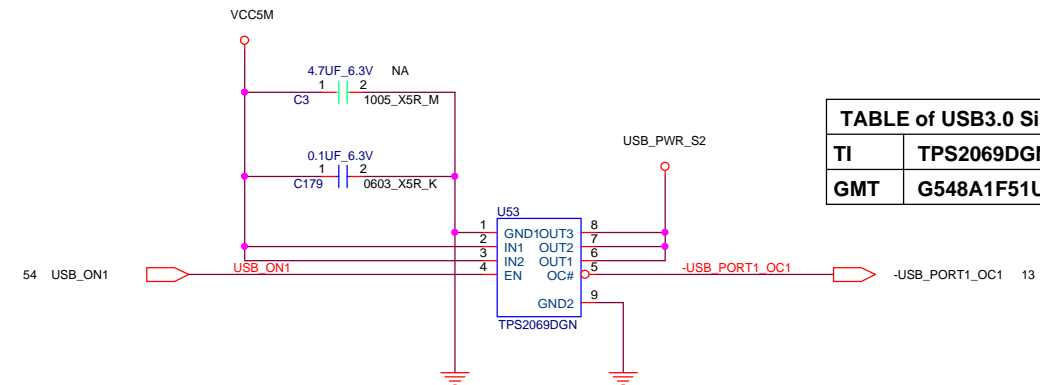 VCC5M
4.7UF_6.3V NA
1 2
C3 1005_X5R_M
TABLE of USB3.0 Si
USB_PWR_S2
TI
GMT
0.1UF_6.3V
1 2
C179 0603_X5R_K
U53
1 GND1 OUT3 8
2 IN1 OUT2 7
3 IN2 OUT1 6
54 USB_ON1 USB_ON1 4 EN OC# 5 -USB_PORT1_OC1 -USB_PORT1_OC1 13
GND2 9
TPS2069DGN